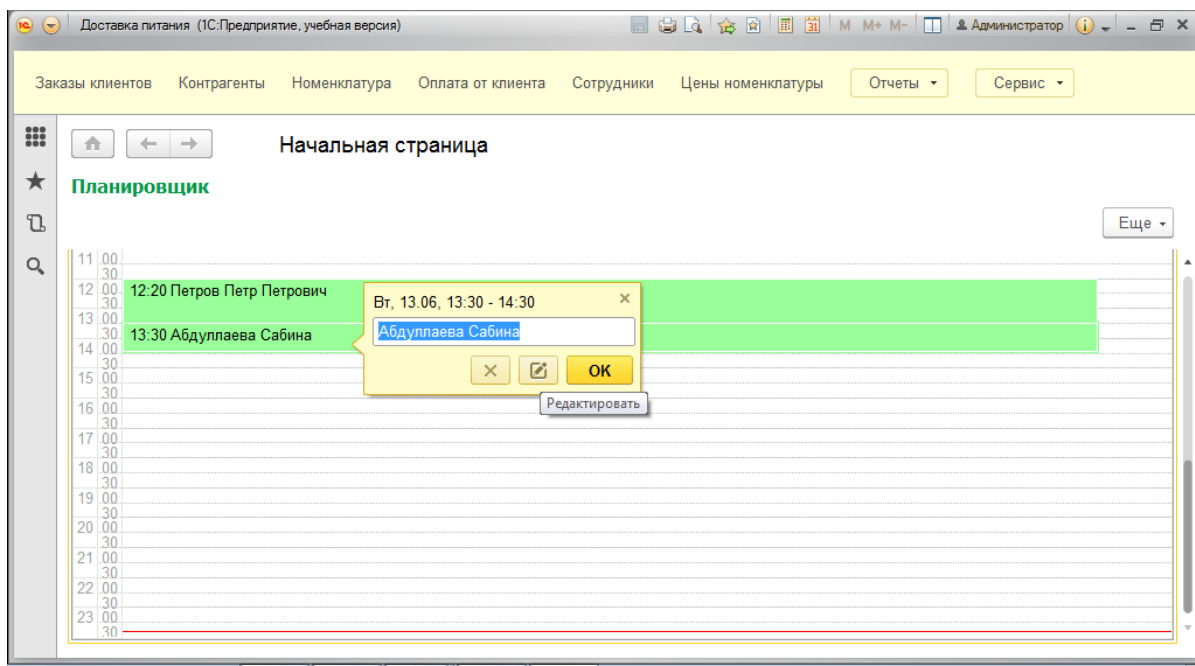 Доставка питания (1С:Предприятие, учебная версия)
M M+ M- Администратор
Заказы клиентов Контрагенты Номенклатура Оплата от клиента Сотрудники Цены номенклатуры Отчеты Сервис
Начальная страница
Планировщик
Еще
11 00
30
12 00 12:20 Петров Петр Петрович
30
13 00
30 13:30 Абдуллаева Сабина
14 00
30
15 00
30
16 00
30
17 00
30
18 00
30
19 00
30
20 00
30
21 00
30
22 00
30
23 00
30
Вт, 13.06, 13:30 - 14:30
Абдуллаева Сабина
ОК
Редактировать